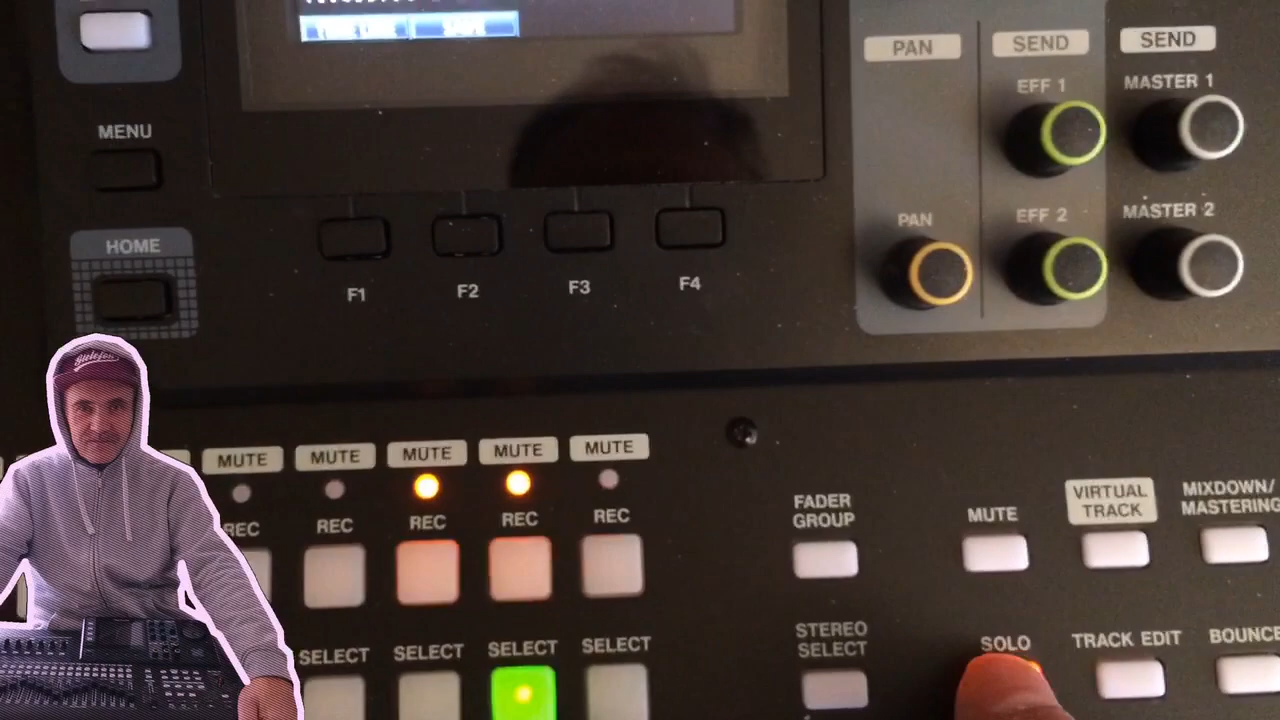 PAN
SEND
SEND
EFF 1
MASTER 1
MENU
PAN
EFF 2
MASTER 2
HOME
F1
F2
F3
F4
MUTE
MUTE
MUTE
MUTE
MUTE
REC
REC
REC
REC
REC
FADER
GROUP
MUTE
VIRTUAL
TRACK
MIXDOWN/
MASTERING
SELECT
SELECT
SELECT
SELECT
STEREO
SELECT
SOLO
TRACK EDIT
BOUNCE